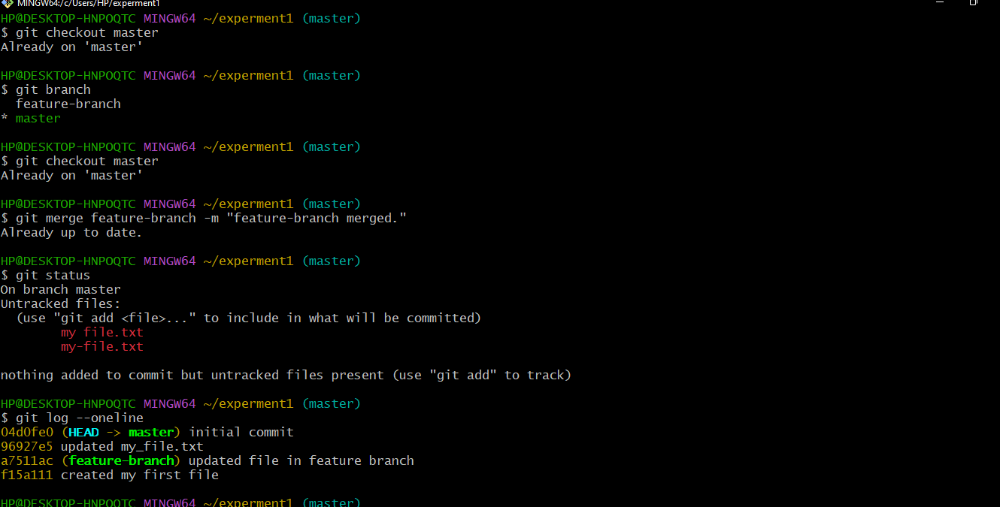 MINGW64:/c/Users/HP/experment1
HP@DESKTOP-HNPOQTC MINGW64 ~/experment1 (master)
$ git checkout master
Already on 'master'
HP@DESKTOP-HNPOQTC MINGW64 ~/experment1 (master)
$ git branch
  feature-branch
* master
HP@DESKTOP-HNPOQTC MINGW64 ~/experment1 (master)
$ git checkout master
Already on 'master'
HP@DESKTOP-HNPOQTC MINGW64 ~/experment1 (master)
$ git merge feature-branch -m "feature-branch merged."
Already up to date.
HP@DESKTOP-HNPOQTC MINGW64 ~/experment1 (master)
$ git status
On branch master
Untracked files:
  (use "git add <file>..." to include in what will be committed)
        my file.txt
        my-file.txt
nothing added to commit but untracked files present (use "git add" to track)
HP@DESKTOP-HNPOQTC MINGW64 ~/experment1 (master)
$ git log --oneline
04d0fe0 (HEAD -> master) initial commit
96927e5 updated my_file.txt
a7511ac (feature-branch) updated file in feature branch
f15a111 created my first file
HP@DESKTOP-HNPOQTC MINGW64 ~/experment1 (master)